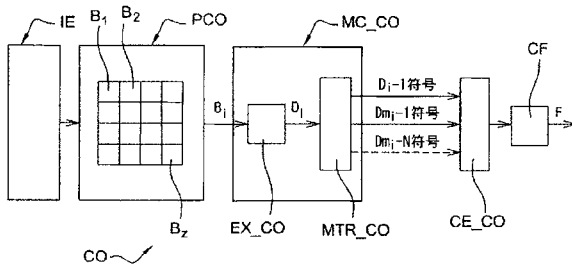 IE
B1
B2
PCO
MC_CO
Bi
Di
Di-1符号
Dmi-1符号
Dmi-N符号
CF
F
Bz
EX_CO
MTR_CO
CE_CO
CO